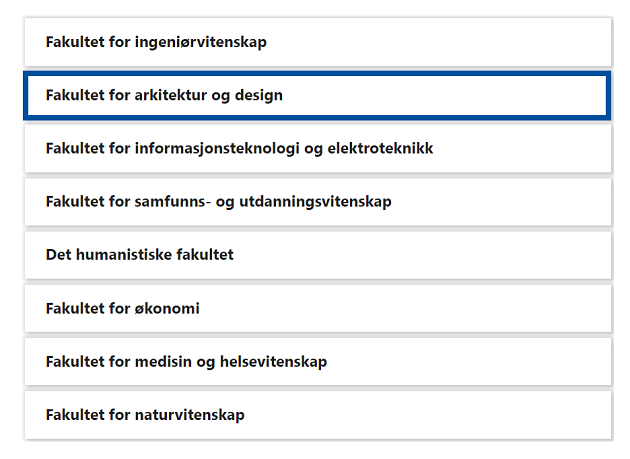 Fakultet for ingeniørvitenskap
Fakultet for arkitektur og design
Fakultet for informasjonsteknologi og elektroteknikk
Fakultet for samfunns- og utdanningsvitenskap
Det humanistiske fakultet
Fakultet for økonomi
Fakultet for medisin og helsevitenskap
Fakultet for naturvitenskap